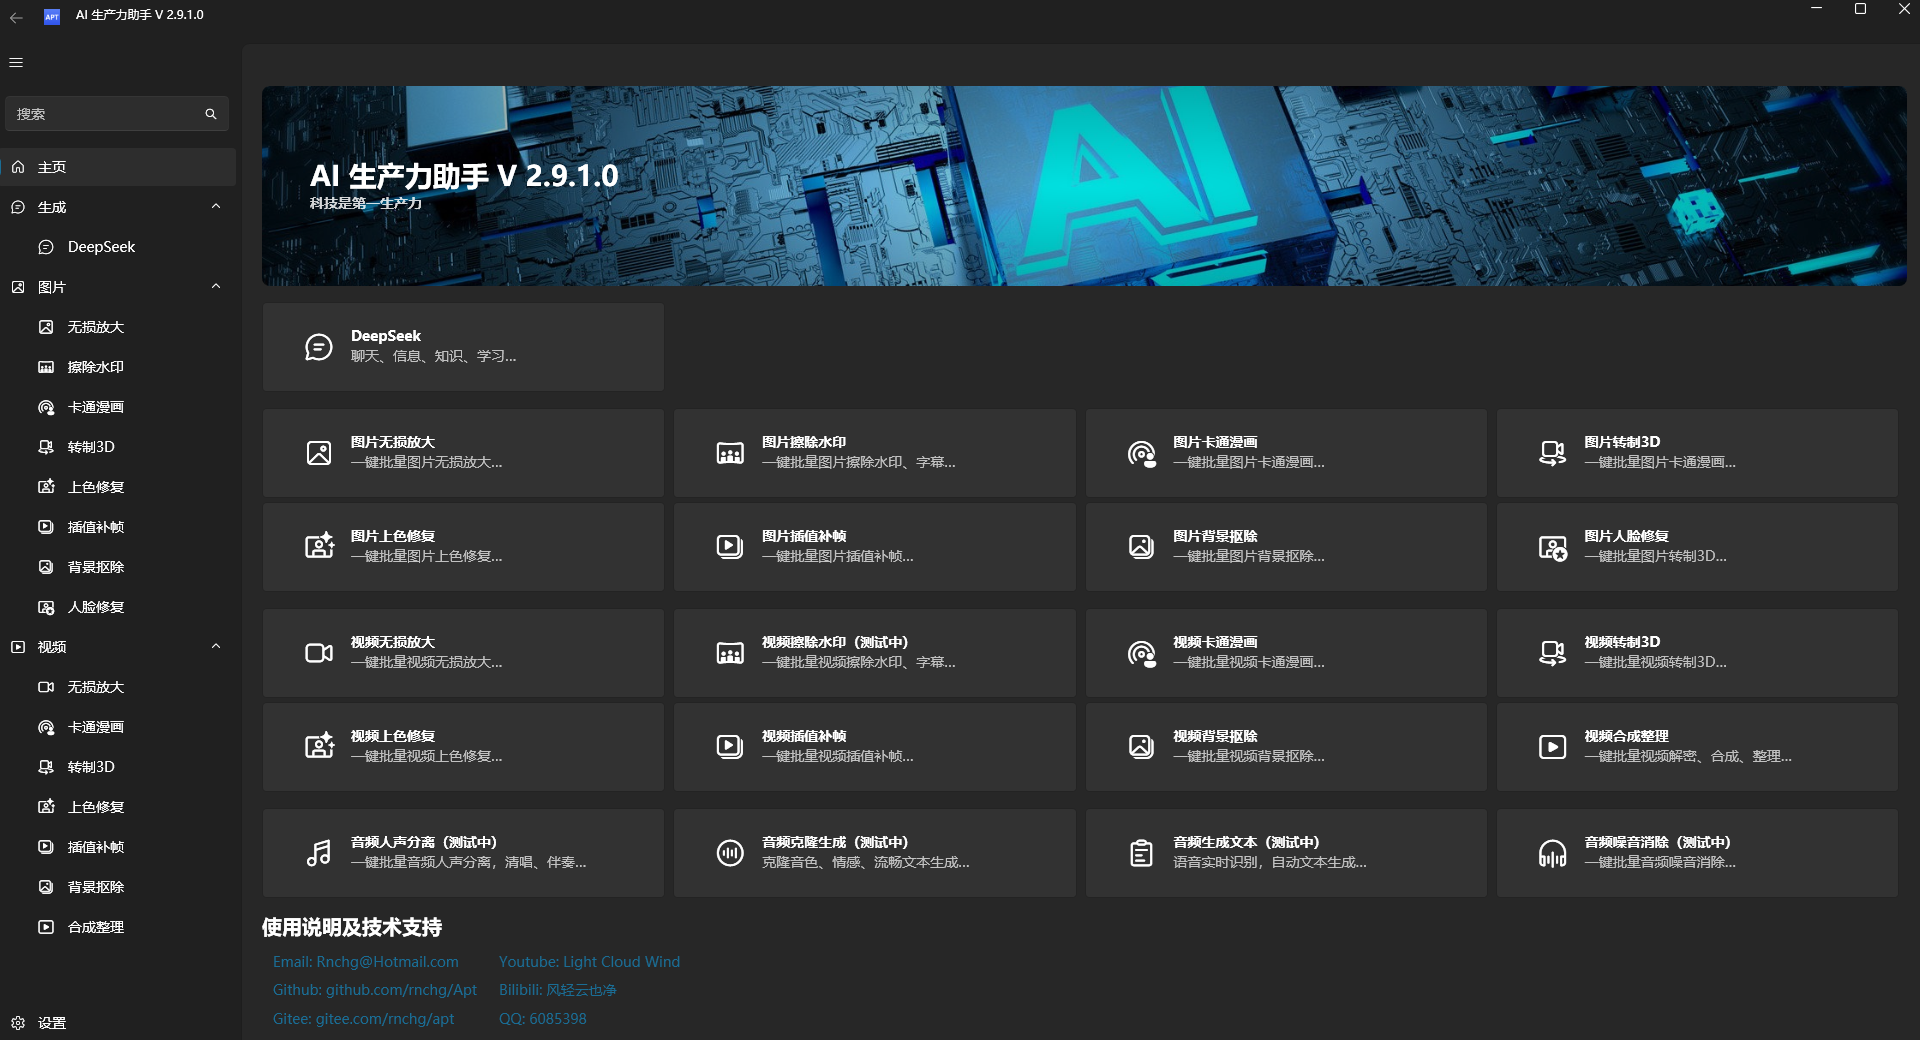 APT
AI 生产力助手 V 2.9.1.0
搜索
主页
生成
DeepSeek
图片
无损放大
擦除水印
卡通漫画
转制3D
上色修复
插值补帧
背景抠除
人脸修复
视频
无损放大
卡通漫画
转制3D
上色修复
插值补帧
背景抠除
合成整理
设置
AI 生产力助手 V 2.9.1.0
科技是第一生产力
AI
DeepSeek
聊天、信息、知识、学习...
图片无损放大
一键批量图片无损放大...
图片擦除水印
一键批量图片擦除水印、字幕...
图片卡通漫画
一键批量图片卡通漫画...
图片转制3D
一键批量图片卡通漫画...
图片上色修复
一键批量图片上色修复...
图片插值补帧
一键批量图片插值补帧...
图片背景抠除
一键批量图片背景抠除...
图片人脸修复
一键批量图片转制3D...
视频无损放大
一键批量视频无损放大...
视频擦除水印（测试中）
一键批量视频擦除水印、字幕...
视频卡通漫画
一键批量视频卡通漫画...
视频转制3D
一键批量视频转制3D...
视频上色修复
一键批量视频上色修复...
视频插值补帧
一键批量视频插值补帧...
视频背景抠除
一键批量视频背景抠除...
视频合成整理
一键批量视频解密、合成、整理...
音频人声分离（测试中）
一键批量音频人声分离，清唱、伴奏...
音频克隆生成（测试中）
克隆音色、情感、流畅文本生成...
音频生成文本（测试中）
语音实时识别，自动文本生成...
音频噪音消除（测试中）
一键批量音频噪音消除...
使用说明及技术支持
Email: Rnchg@Hotmail.com
Youtube: Light Cloud Wind
Github: github.com/rnchg/Apt
Bilibili: 风轻云也净
Gitee: gitee.com/rnchg/apt
QQ: 6085398